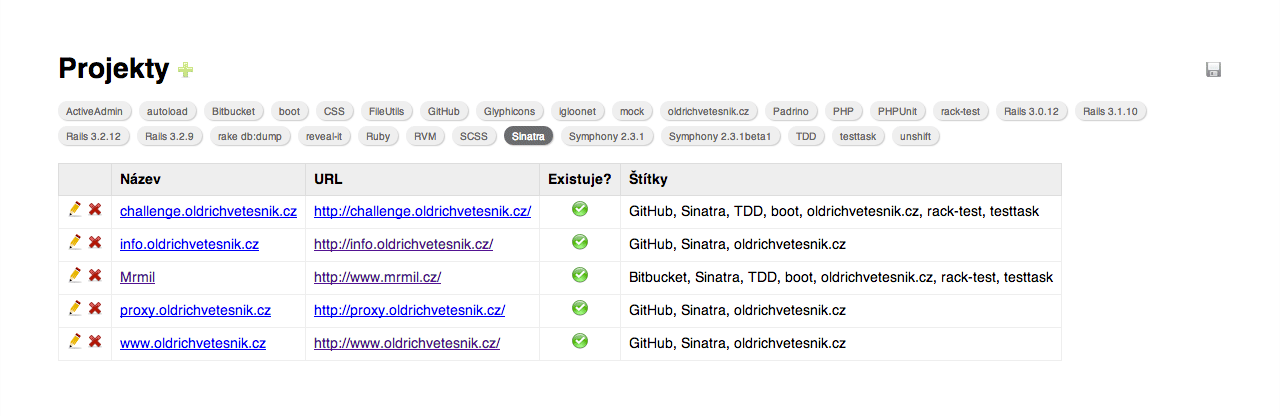 Projekty
ActiveAdmin autoload Bitbucket boot CSS FileUtils GitHub Glyphicons igloonet mock oldrichvetesnik.cz Padrino PHP PHPUnit rack-test Rails 3.0.12 Rails 3.1.10
Rails 3.2.12 Rails 3.2.9 rake db:dump reveal-it Ruby RVM SCSS Sinatra Symphony 2.3.1 Symphony 2.3.1beta1 TDD testtask unshift
Název URL Existuje? Štítky
challenge.oldrichvetesnik.cz http://challenge.oldrichvetesnik.cz/ GitHub, Sinatra, TDD, boot, oldrichvetesnik.cz, rack-test, testtask
info.oldrichvetesnik.cz http://info.oldrichvetesnik.cz/ GitHub, Sinatra, oldrichvetesnik.cz
Mrmil http://www.mrmil.cz/ Bitbucket, Sinatra, TDD, boot, oldrichvetesnik.cz, rack-test, testtask
proxy.oldrichvetesnik.cz http://proxy.oldrichvetesnik.cz/ GitHub, Sinatra, oldrichvetesnik.cz
www.oldrichvetesnik.cz http://www.oldrichvetesnik.cz/ GitHub, Sinatra, oldrichvetesnik.cz